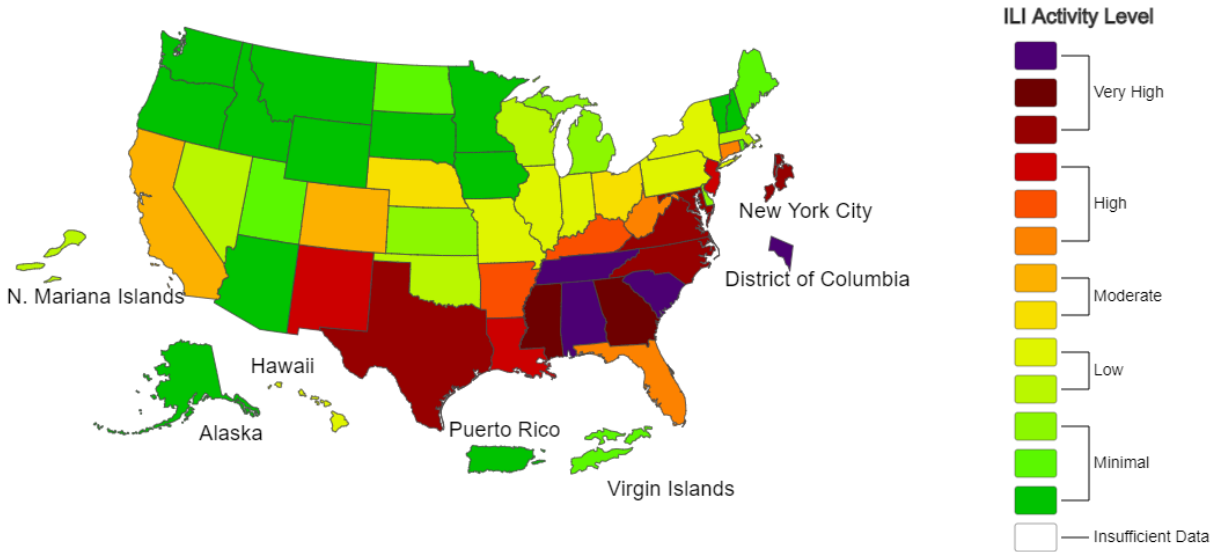 ILI Activity Level
Very High
High
New York City
District of Columbia
N. Mariana Islands
Moderate
Low
Hawaii
Alaska
Puerto Rico
Minimal
Virgin Islands
Insufficient Data